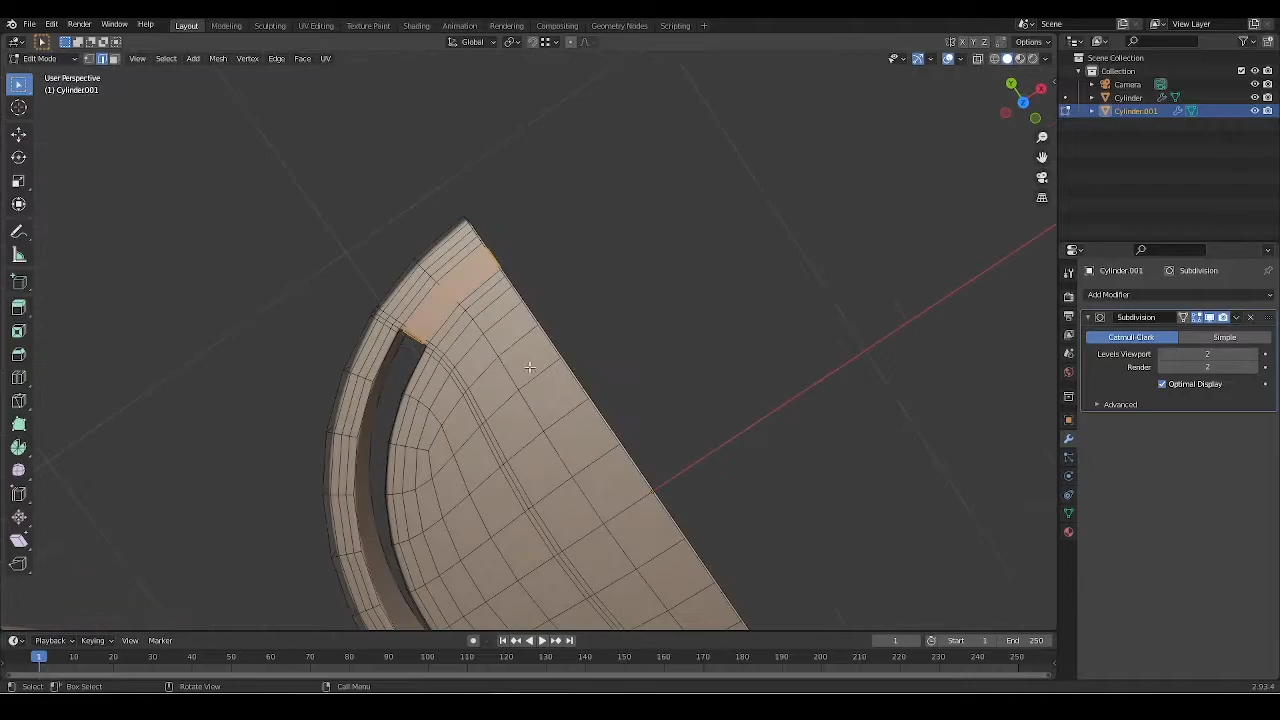 File Edit Render Window Help Layout Modeling Sculpting UV Editing Texture Paint Shading Animation Rendering Compositing Geometry Nodes Scripting + Scene View Layer
Global X Y Z Options
Edit Mode View Select Add Mesh Vertex Edge Face UV
User Perspective
(1) Cylinder.001
Y X Z
Scene Collection
Collection
Camera
Cylinder
Cylinder.001
Cylinder.001 Subdivision
Add Modifier
Subdivision
Catmull-Clark Simple
Levels Viewport 2
Render 2
Optimal Display
Advanced
Playback Keying View Marker 1 Start 1 End 250
1 10 20 30 40 50 60 70 80 90 100 110 120 130 140 150 160 170 180 190 200 210 220 230 240 250
Select Box Select Rotate View Call Menu 2.93.4